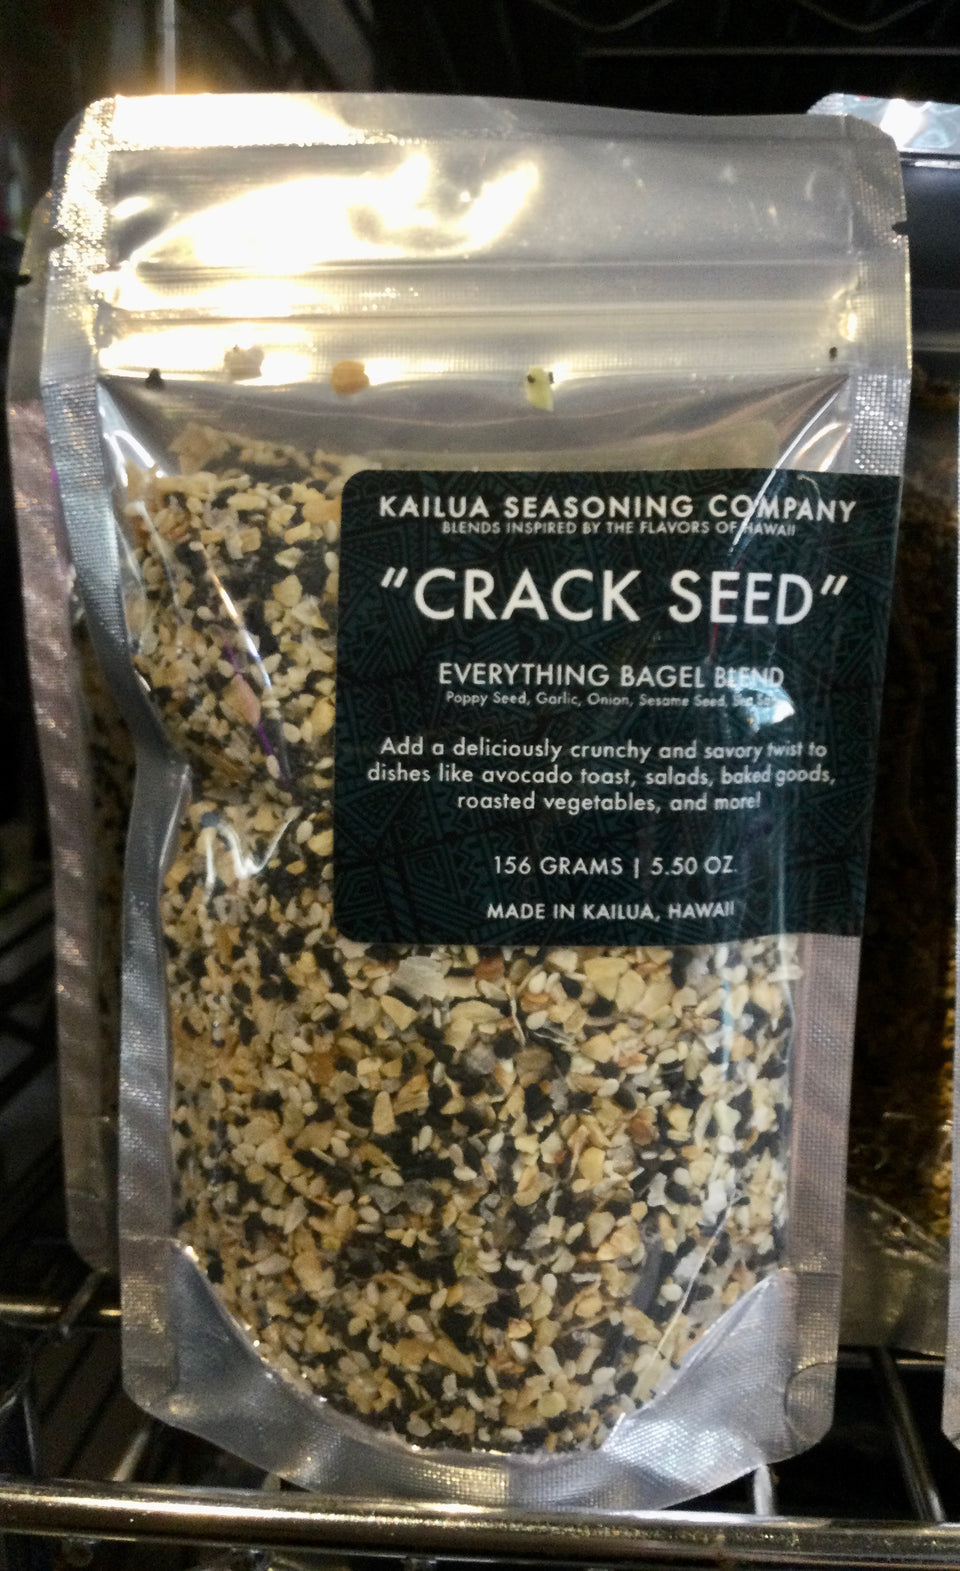 KAILUA SEASONING COMPANY
BLENDS INSPIRED BY THE FLAVORS OF HAWAII
"CRACK SEED"
EVERYTHING BAGEL BLEND
Poppy Seed, Garlic, Onion, Sesame Seed,
Add a deliciously crunchy and savory twist to
dishes like avocado toast, salads, baked goods,
roasted vegetables, and more!
156 GRAMS | 5.50 OZ.
MADE IN KAILUA, HAWAII